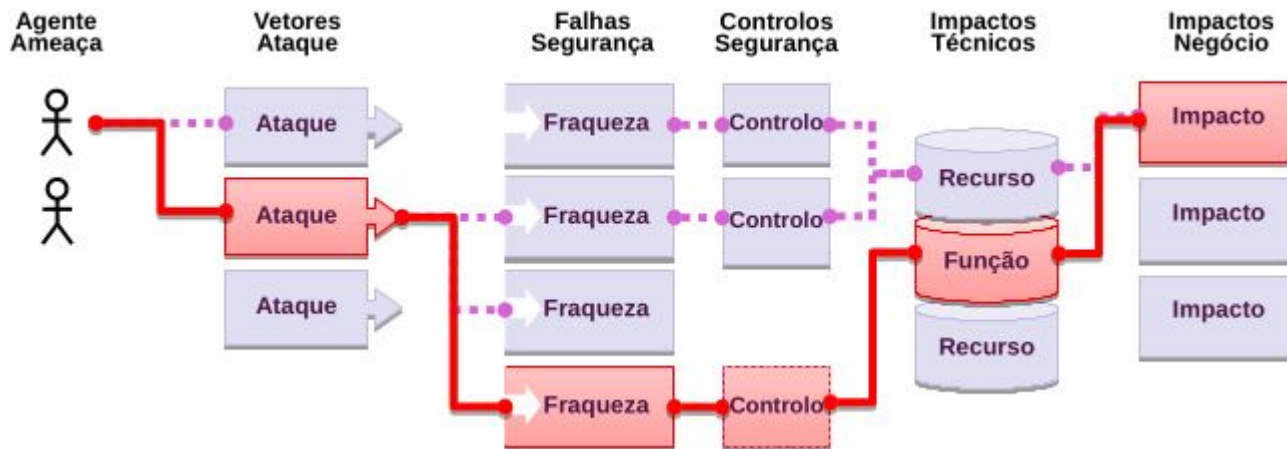 Agente
Ameaça
Vetores
Ataque
Falhas
Segurança
Controlos
Segurança
Impactos
Técnicos
Impactos
Negócio
Ataque
Fraqueza
Controlo
Impacto
Recurso
Ataque
Fraqueza
Controlo
Impacto
Função
Ataque
Fraqueza
Impacto
Recurso
Fraqueza
Controlo